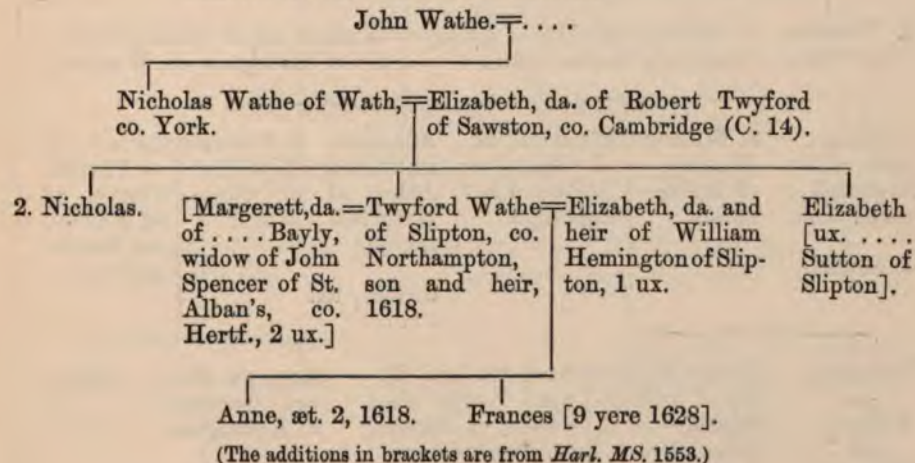 John Wathe.=. . . .
Nicholas Wathe of Wath,=Elizabeth, da. of Robert Twyford
co. York.
of Sawston, co. Cambridge (C. 14).
2. Nicholas.
[Margerett,da.=
of . . . . Bayly,
widow of John
Spencer of St.
Alban's, co.
Hertf., 2 ux.]
Twyford Wathe=
of Slipton, co.
Northampton,
son and heir,
1618.
Elizabeth, da. and
heir of William
Hemington of Slip-
ton, 1 ux.
Elizabeth
[ux. . . . .
Sutton of
Slipton].
Anne, æt. 2, 1618.
Frances [9 yere 1628].
(The additions in brackets are from Harl. MS. 1553.)